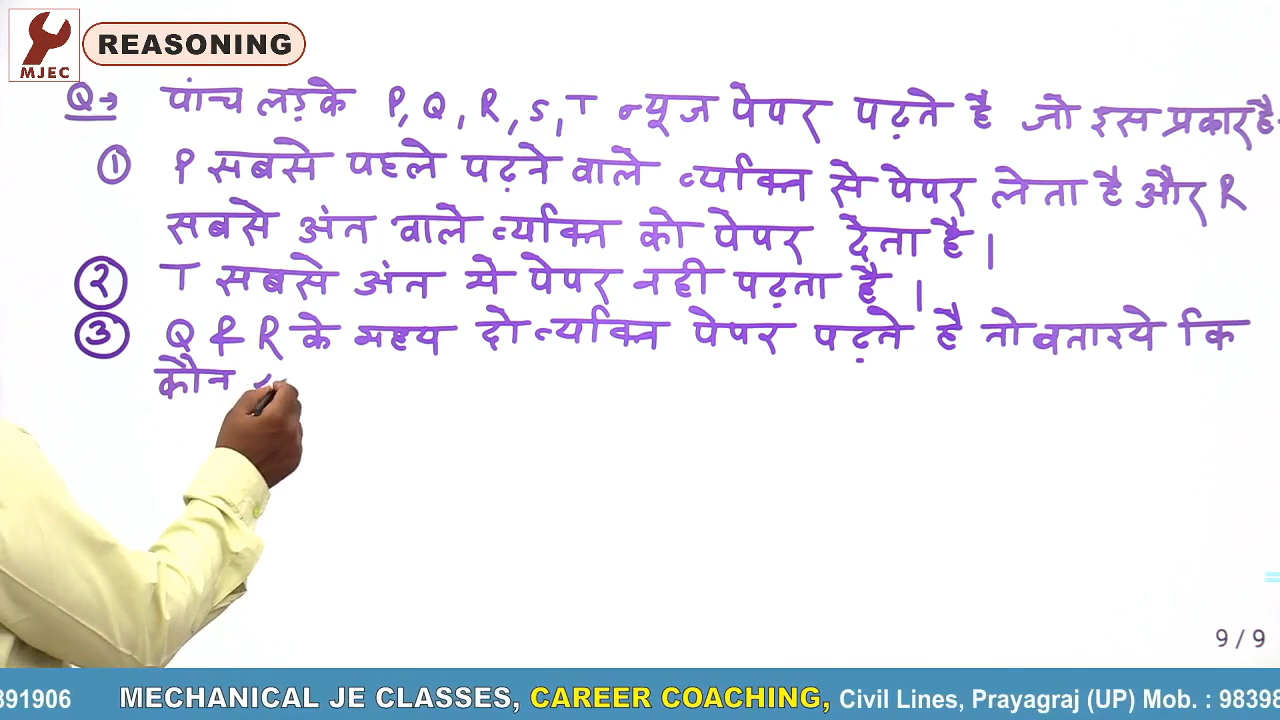 MJEC
REASONING
Q→ पांच लड़के P, Q, R, S, T न्यूज पेपर पढ़ते है जो इस प्रकार है-
① P सबसे पहले पढ़ने वाले व्यक्ति से पेपर लेता है और R
सबसे अंत वाले व्यक्ति को पेपर देता है।
② T सबसे अंत मे पेपर नही पढ़ता है।
③ Q & R के मध्य दो व्यक्ति पेपर पढ़ते है तो बताइये कि
कौन
9 / 9
891906 MECHANICAL JE CLASSES, CAREER COACHING, Civil Lines, Prayagraj (UP) Mob. : 98398